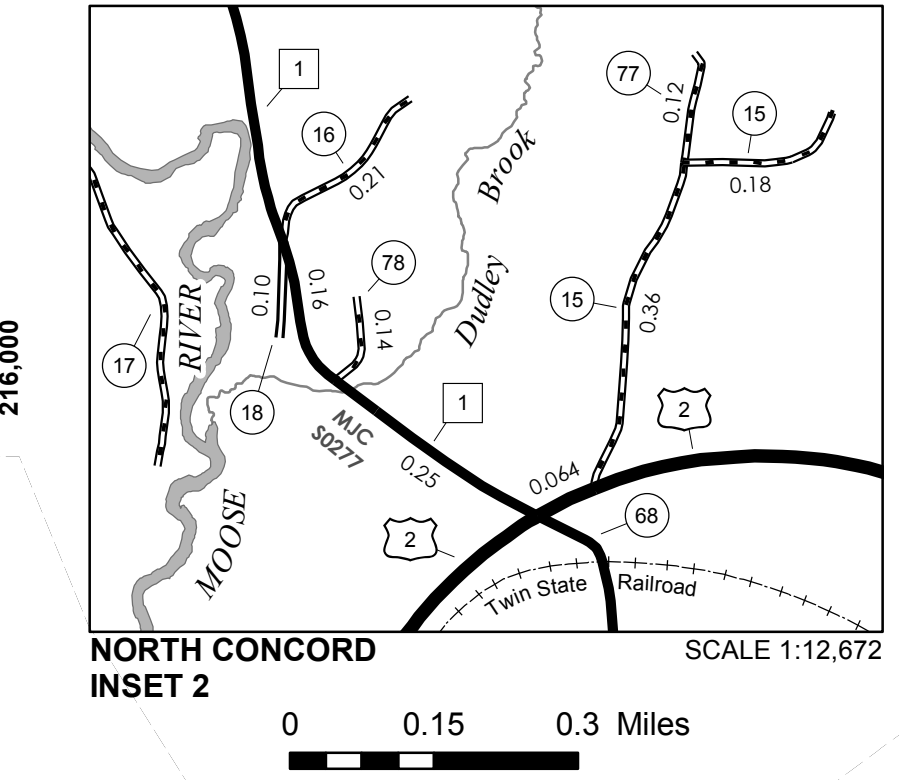 1
77
0.12
15
0.18
16
0.21
Brook
78
0.10
0.16
0.14
Dudley
15
0.36
RIVER
17
18
216,000
1
2
MJC
S0277
0.25
0.064
68
2
MOOSE
Twin State Railroad
NORTH CONCORD
INSET 2
SCALE 1:12,672
0 0.15 0.3 Miles